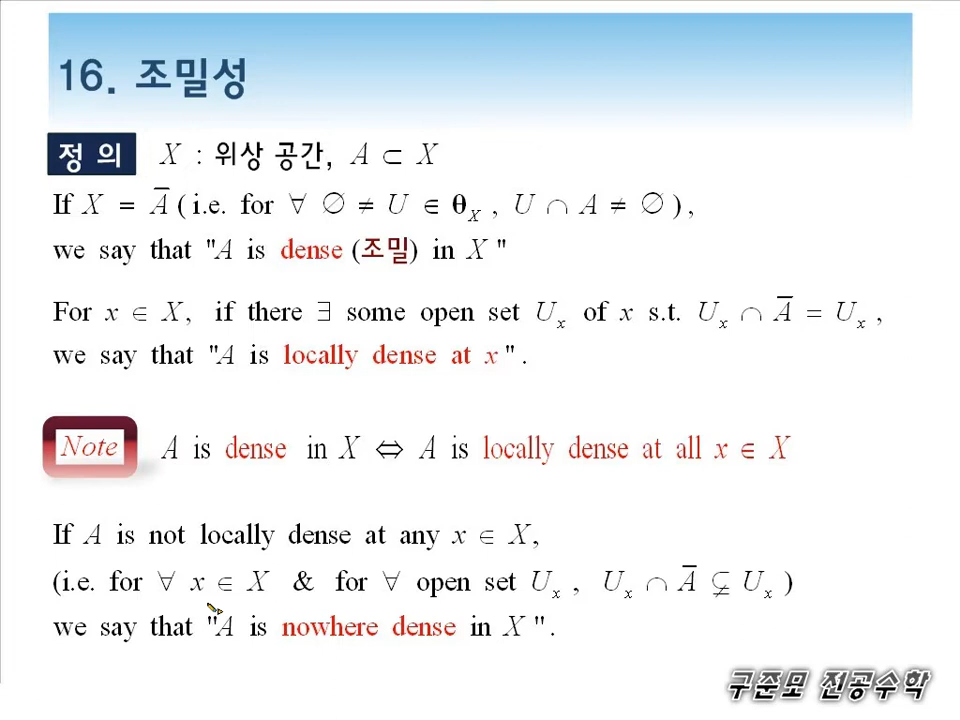 16. 조밀성
정 의 X : 위상 공간, A ⊂ X
If X = A̅ ( i.e. for ∀ ∅ ≠ U ∈ θ_X , U ∩ A ≠ ∅ ) ,
we say that "A is dense (조밀) in X "
For x ∈ X, if there ∃ some open set U_x of x s.t. U_x ∩ A̅ = U_x ,
we say that "A is locally dense at x" .
Note A is dense in X ⇔ A is locally dense at all x ∈ X
If A is not locally dense at any x ∈ X,
(i.e. for ∀ x ∈ X & for ∀ open set U_x , U_x ∩ A̅ ⊊ U_x )
we say that "A is nowhere dense in X ".
구준모 전공수학